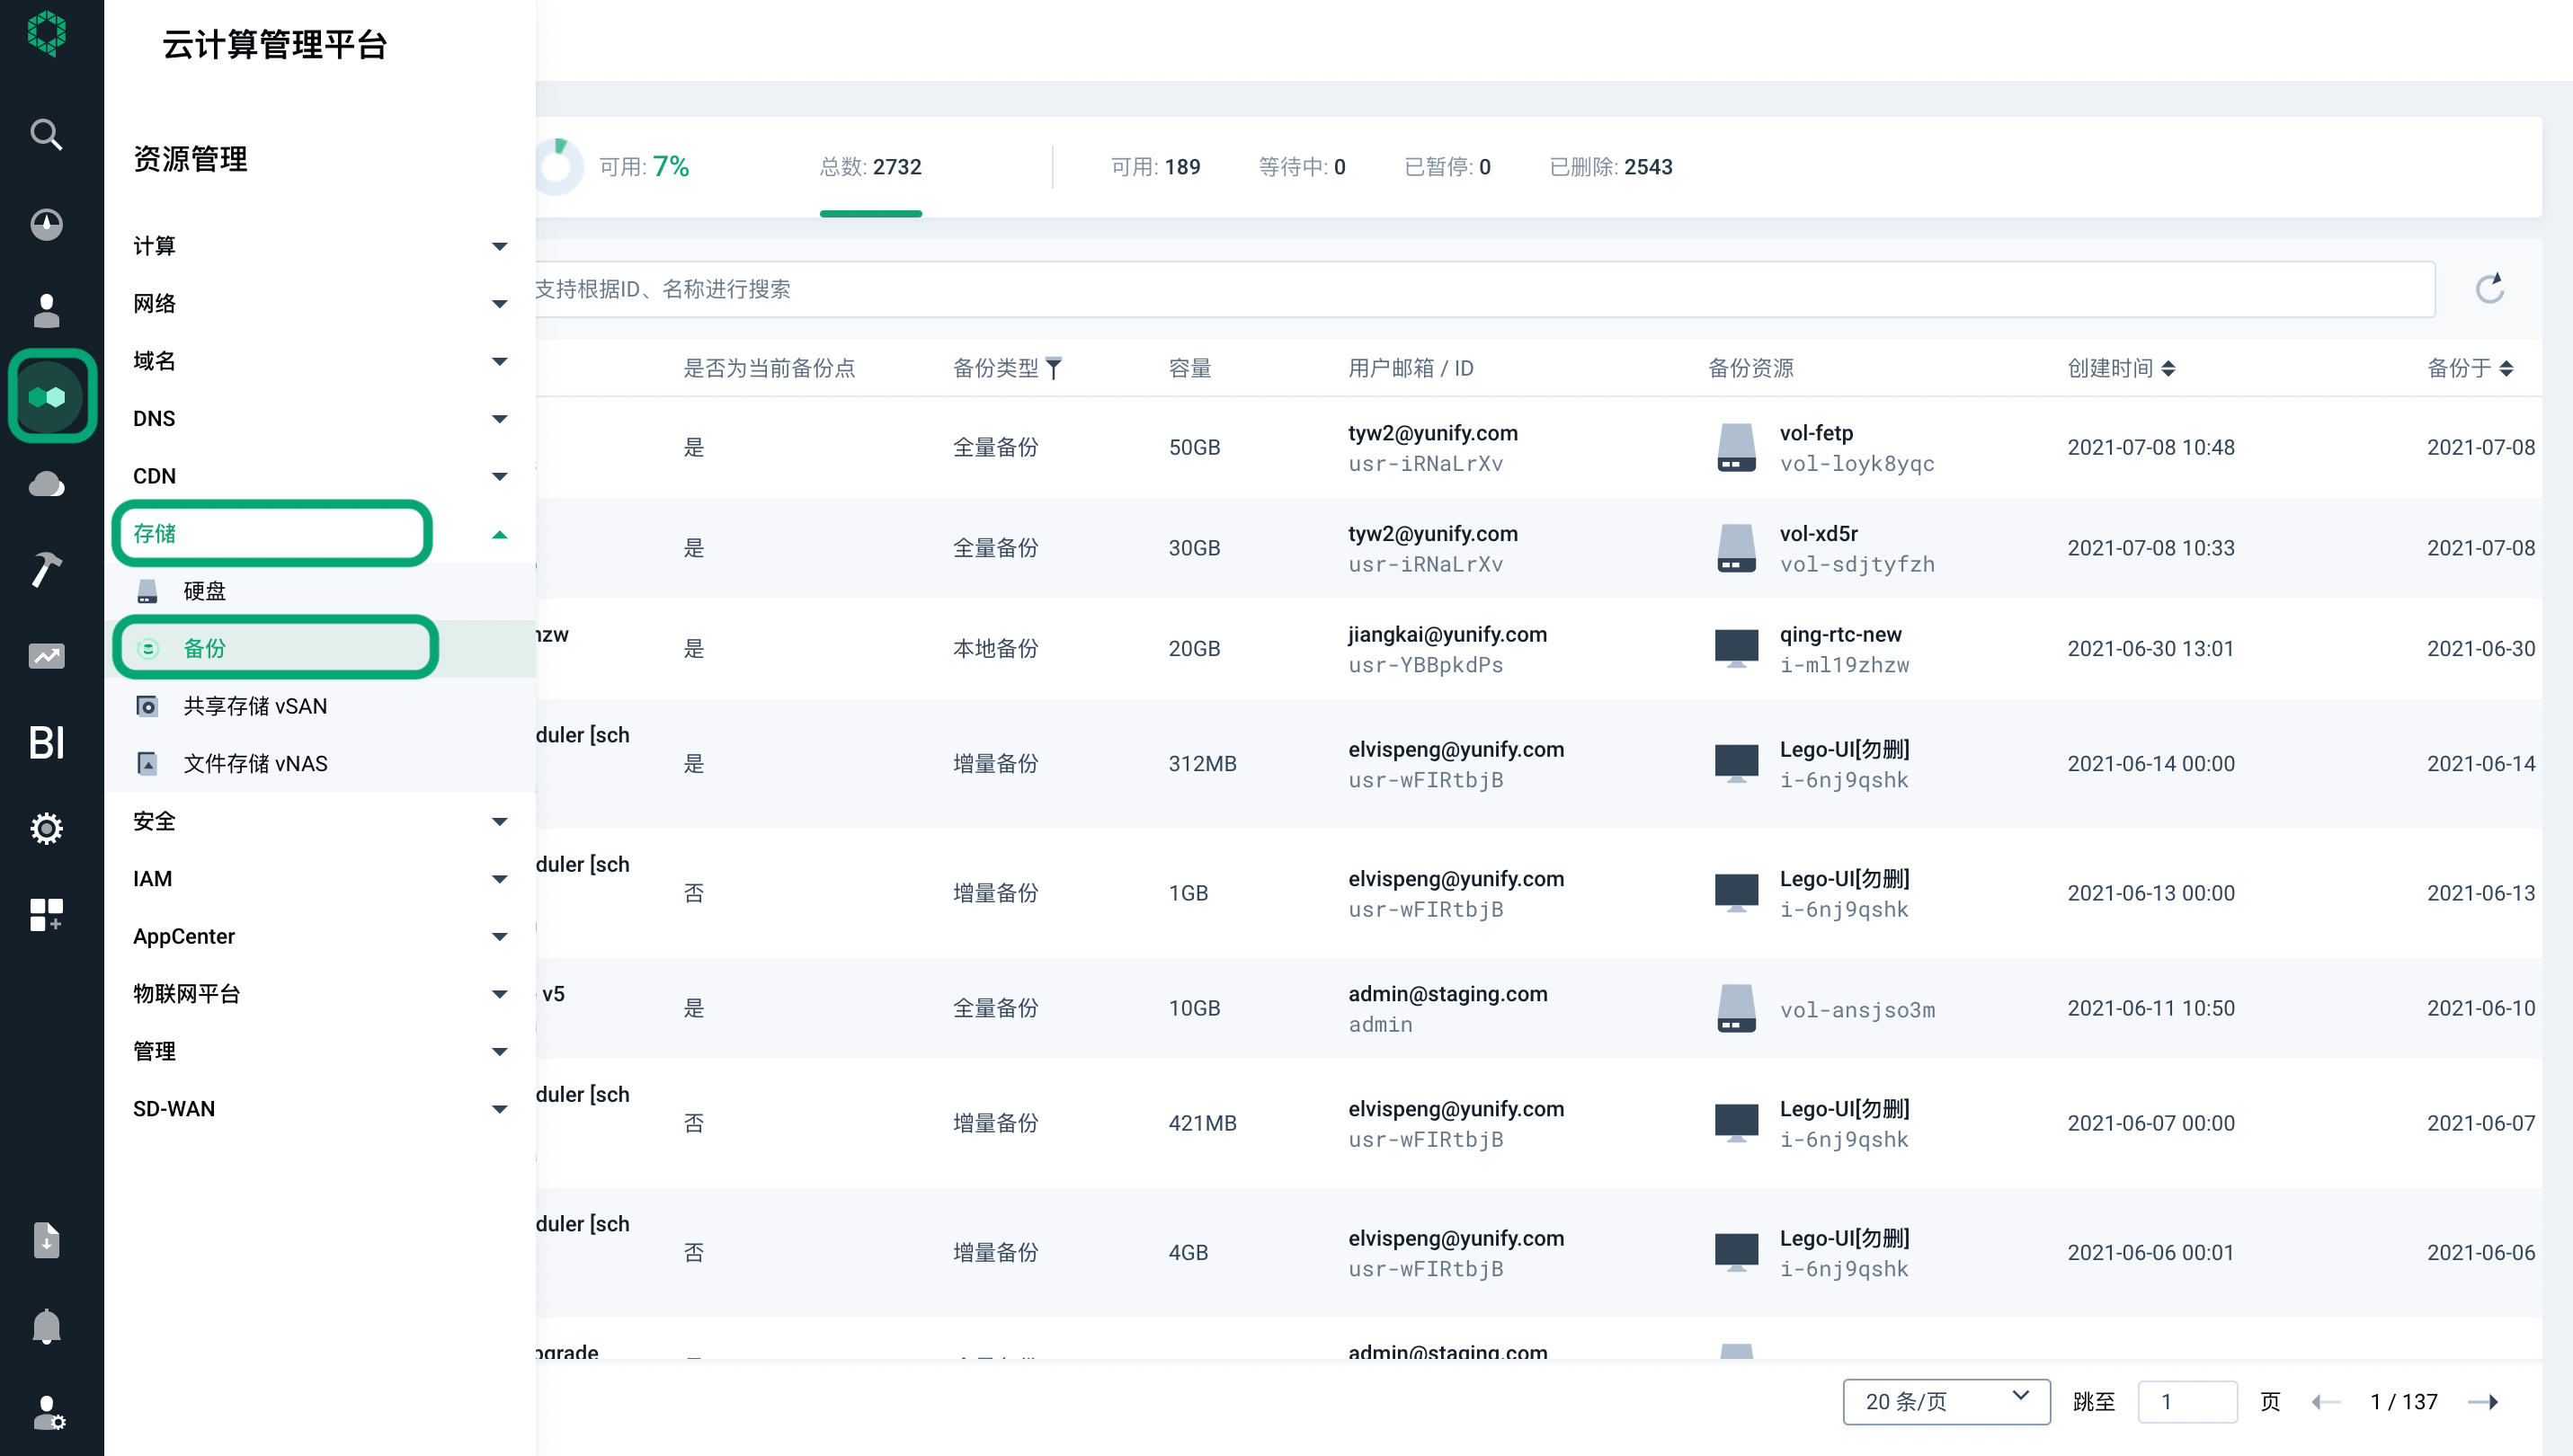 云计算管理平台
资源管理
计算
网络
域名
DNS
CDN
存储
硬盘
备份
共享存储 vSAN
文件存储 vNAS
安全
IAM
AppCenter
物联网平台
管理
SD-WAN
BI
可用: 7%
总数: 2732
可用: 189
等待中: 0
已暂停: 0
已删除: 2543
支持根据ID、名称进行搜索
是否为当前备份点 备份类型 容量 用户邮箱 / ID 备份资源 创建时间 备份于
是 全量备份 50GB tyw2@yunify.com vol-fetp 2021-07-08 10:48 2021-07-08
usr-iRNaLrXv vol-loyk8yqc
是 全量备份 30GB tyw2@yunify.com vol-xd5r 2021-07-08 10:33 2021-07-08
usr-iRNaLrXv vol-sdjtyfzh
zw 是 本地备份 20GB jiangkai@yunify.com qing-rtc-new 2021-06-30 13:01 2021-06-30
usr-YBBpkdPs i-ml19zhzw
duler [sch 是 增量备份 312MB elvispeng@yunify.com Lego-UI[勿删] 2021-06-14 00:00 2021-06-14
usr-wFIRtbjB i-6nj9qshk
duler [sch 否 增量备份 1GB elvispeng@yunify.com Lego-UI[勿删] 2021-06-13 00:00 2021-06-13
usr-wFIRtbjB i-6nj9qshk
v5 是 全量备份 10GB admin@staging.com vol-ansjso3m 2021-06-11 10:50 2021-06-10
admin
duler [sch 否 增量备份 421MB elvispeng@yunify.com Lego-UI[勿删] 2021-06-07 00:00 2021-06-07
usr-wFIRtbjB i-6nj9qshk
duler [sch 否 增量备份 4GB elvispeng@yunify.com Lego-UI[勿删] 2021-06-06 00:01 2021-06-06
usr-wFIRtbjB i-6nj9qshk
pgrade admin@staging.com
20 条/页 跳至 1 页 1 / 137